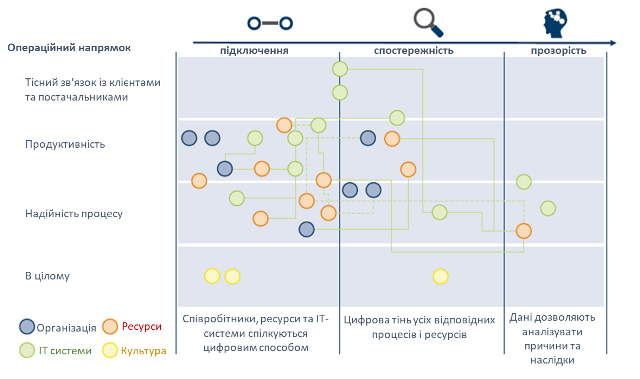 Операційний напрямок
підключення
спостережність
прозорість
Тісний зв'язок із клієнтами
та постачальниками
Продуктивність
Надійність процесу
В цілому
Організація
Ресурси
ІТ системи
Культура
Співробітники, ресурси та ІТ-
системи спілкуються
цифровим способом
Цифрова тінь усіх відповідних
процесів і ресурсів
Дані дозволяють
аналізувати
причини та
наслідки